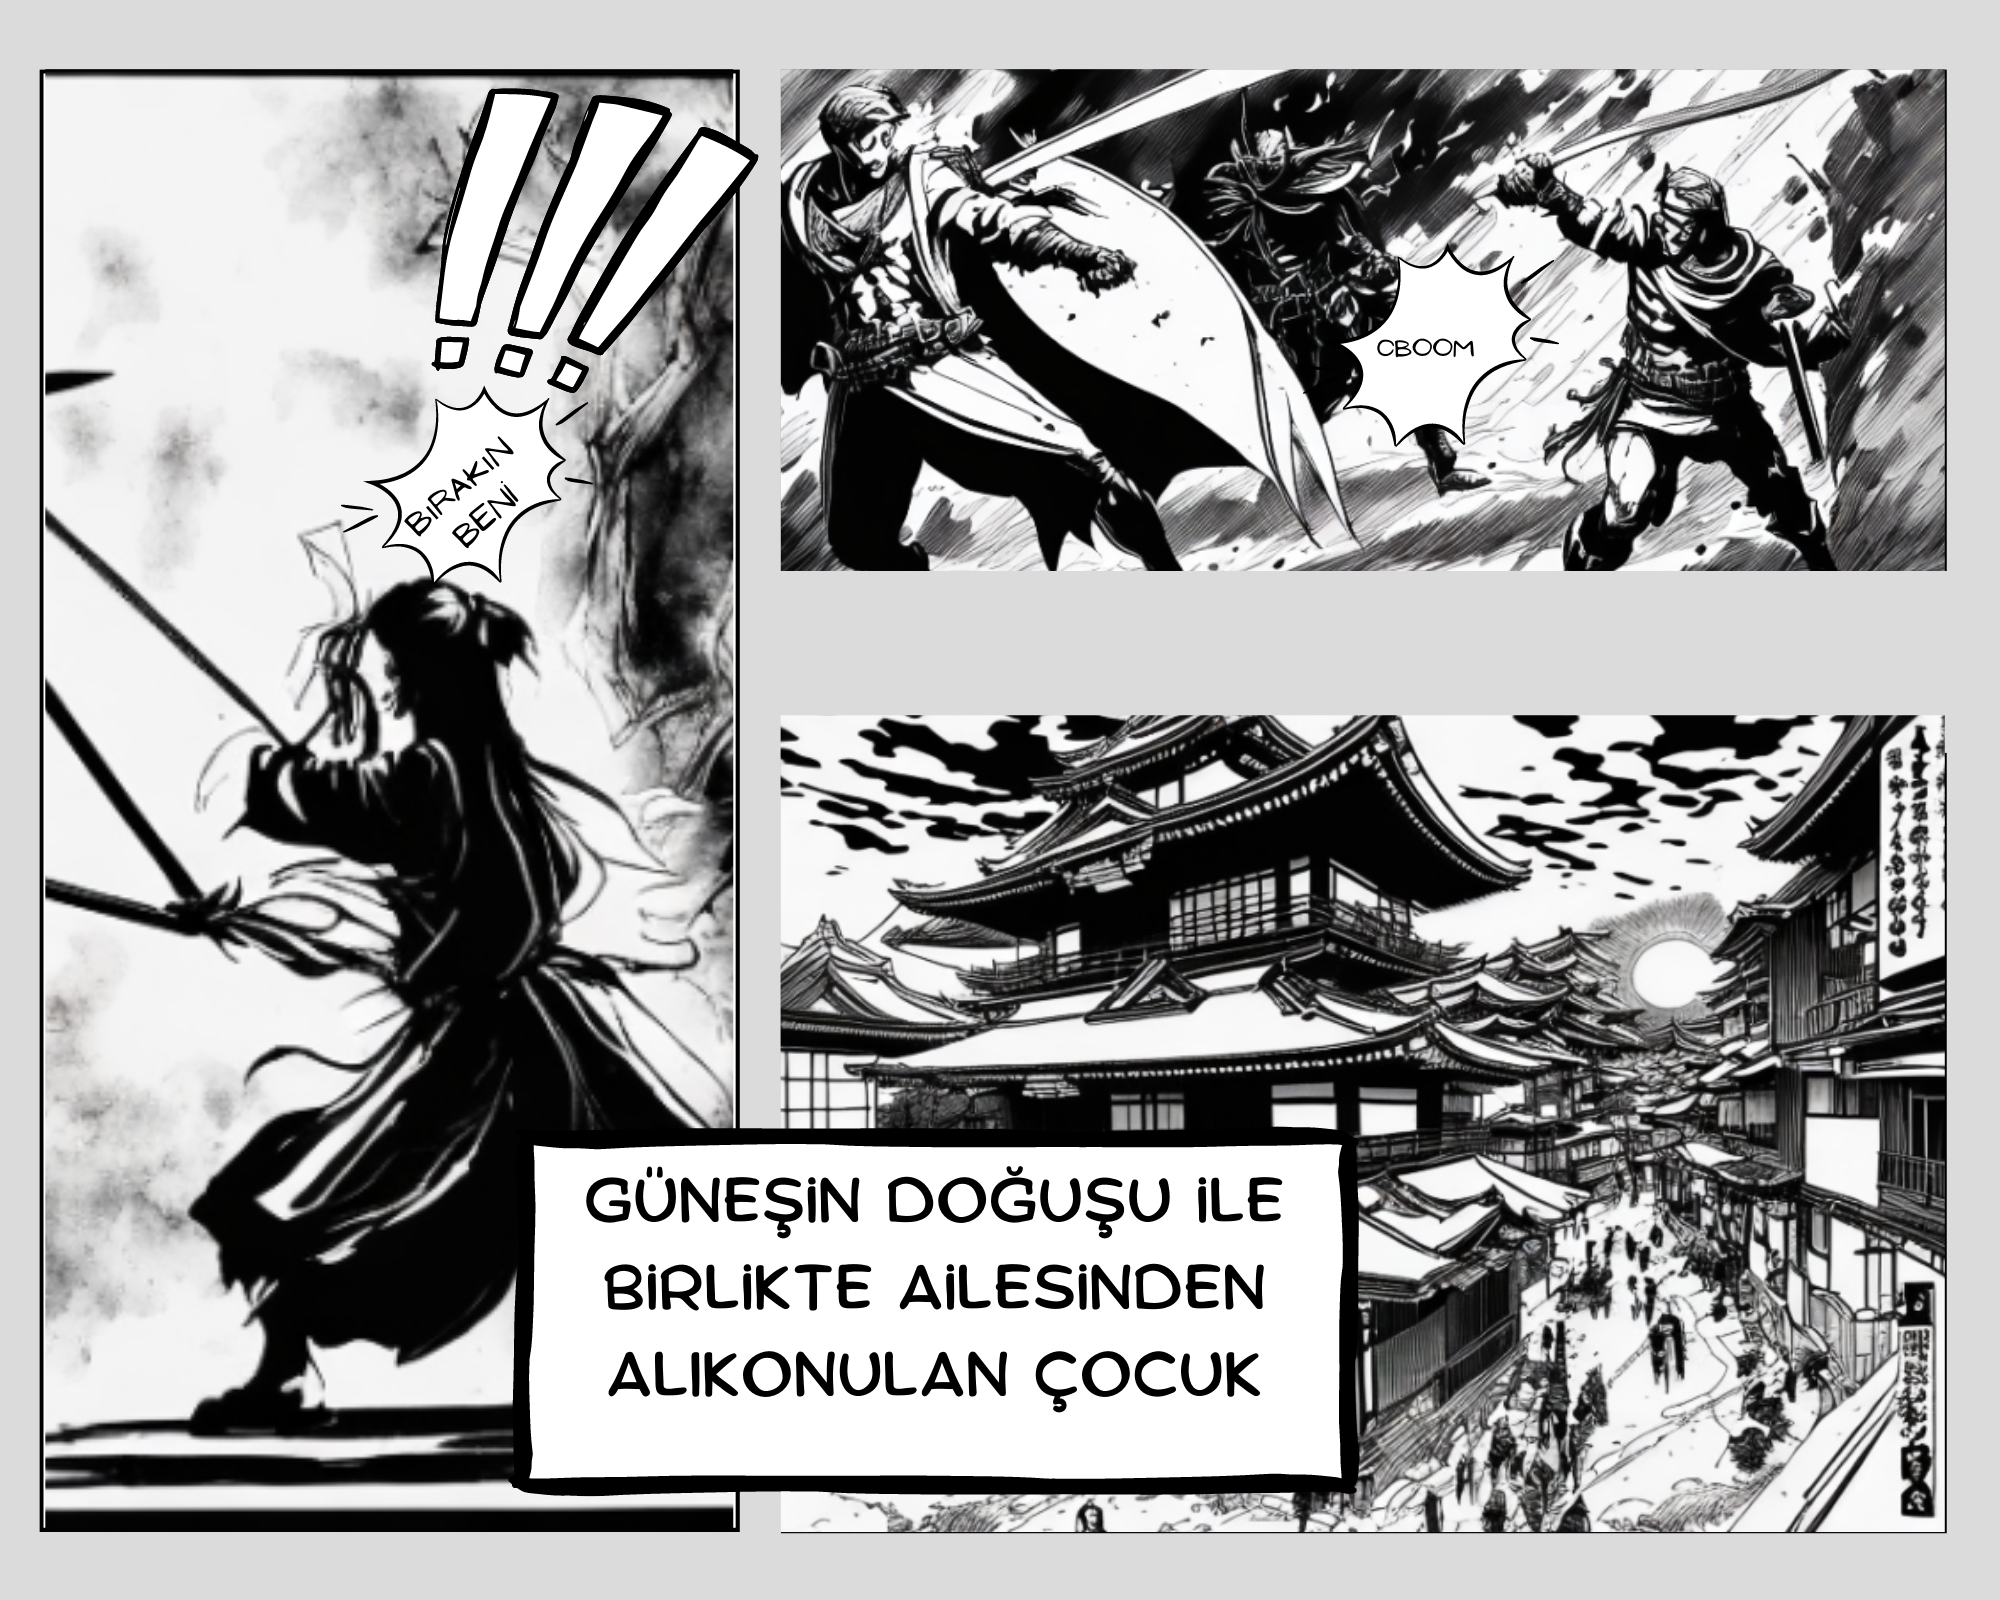 !!!
BIRAKIN
BENİ
CBOOM
GÜNEŞİN DOĞUŞU İLE
BİRLİKTE AİLESİNDEN
ALIKONULAN ÇOCUK